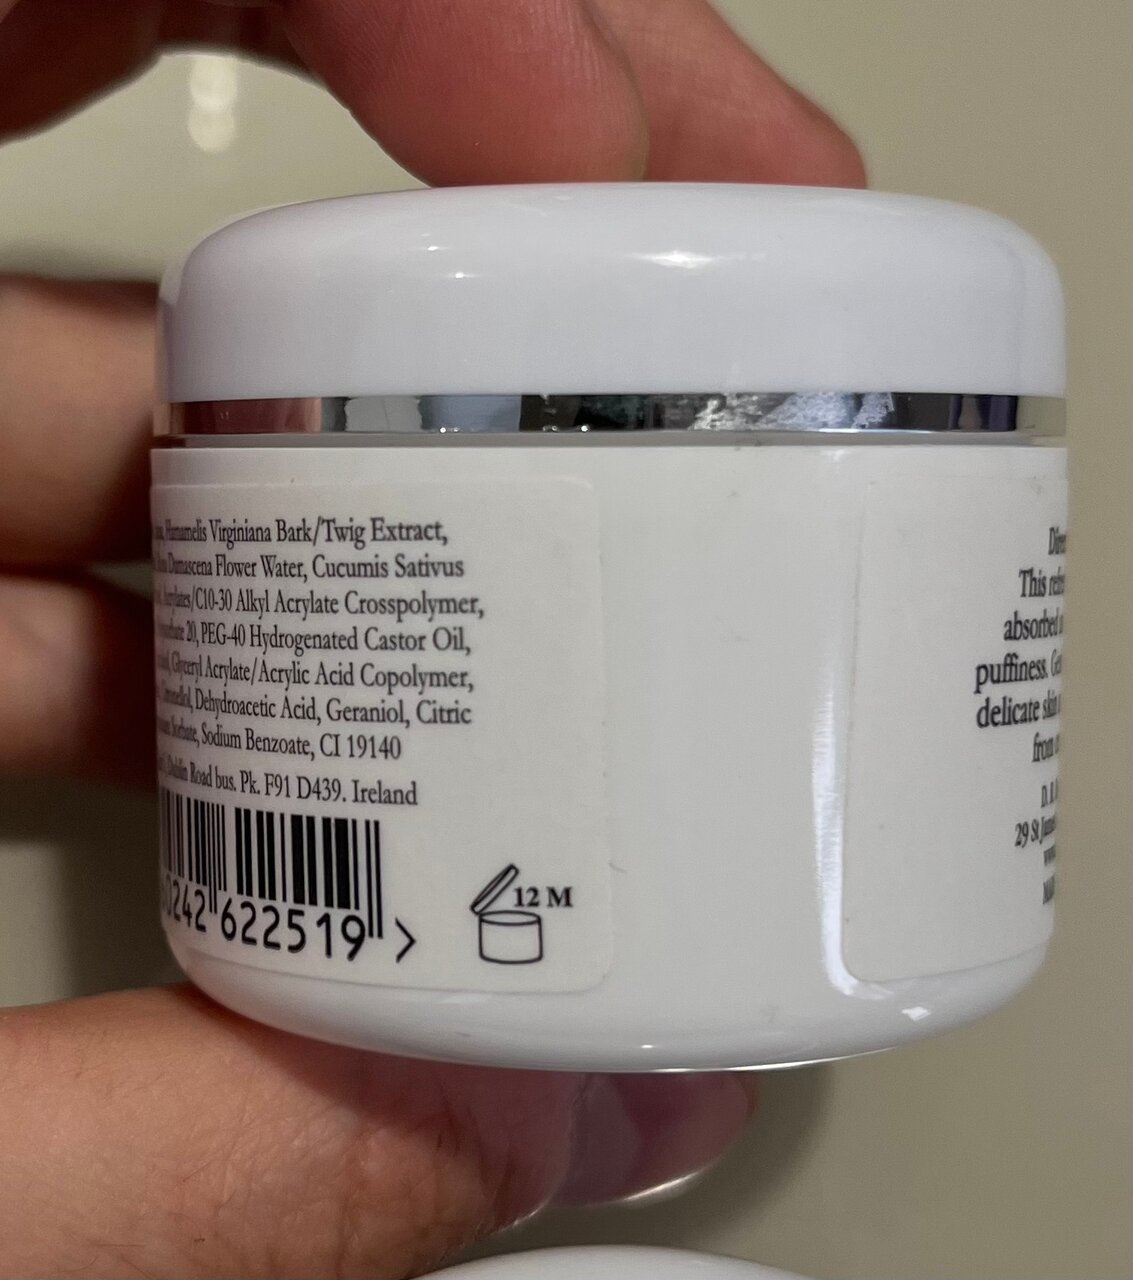 Hamamelis Virginiana Bark/Twig Extract,
Damascena Flower Water, Cucumis Sativus
Acrylates/C10-30 Alkyl Acrylate Crosspolymer,
20, PEG-40 Hydrogenated Castor Oil,
Glyceryl Acrylate/Acrylic Acid Copolymer,
Dehydroacetic Acid, Geraniol, Citric
Sorbate, Sodium Benzoate, CI 19140
Dublin Road bus. Pk. F91 D439. Ireland
0242 622519 >
12 M
This
absorbed
puffiness.
delicate skin
from
29 St